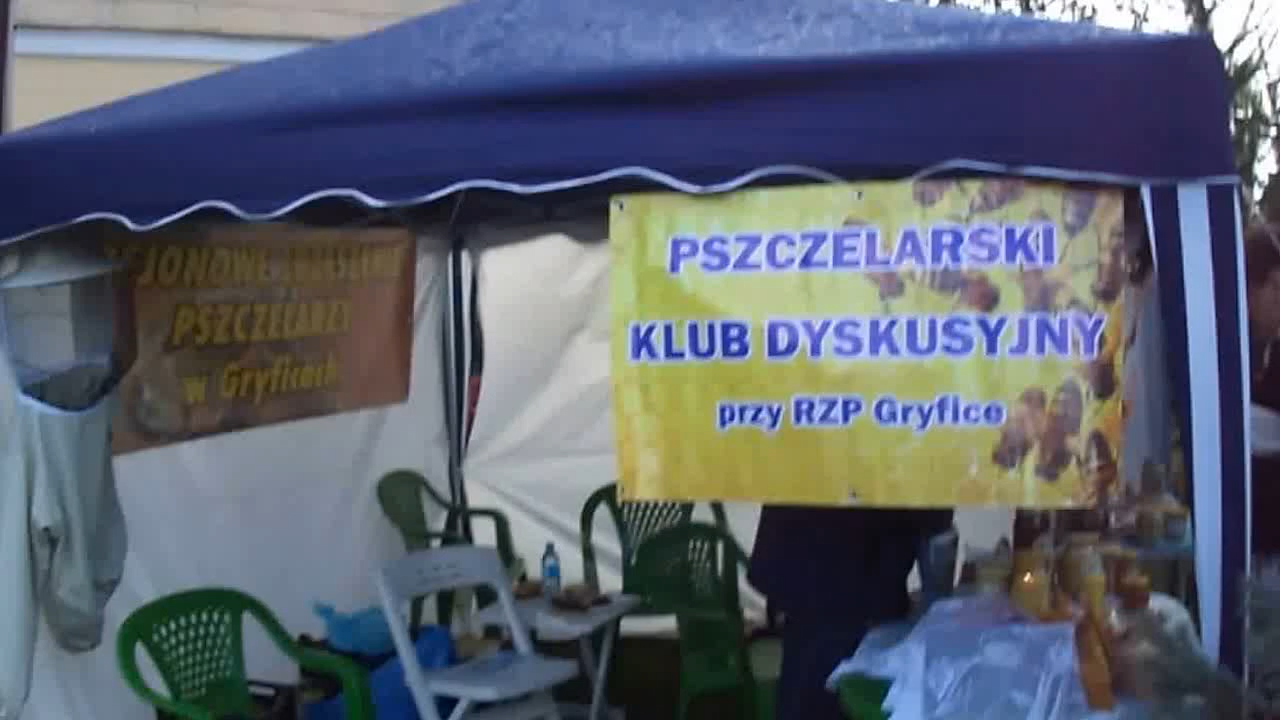 PSZCZELARZY
w Gryficach
PSZCZELARSKI
KLUB DYSKUSYJNY
przy RZP Gryfice